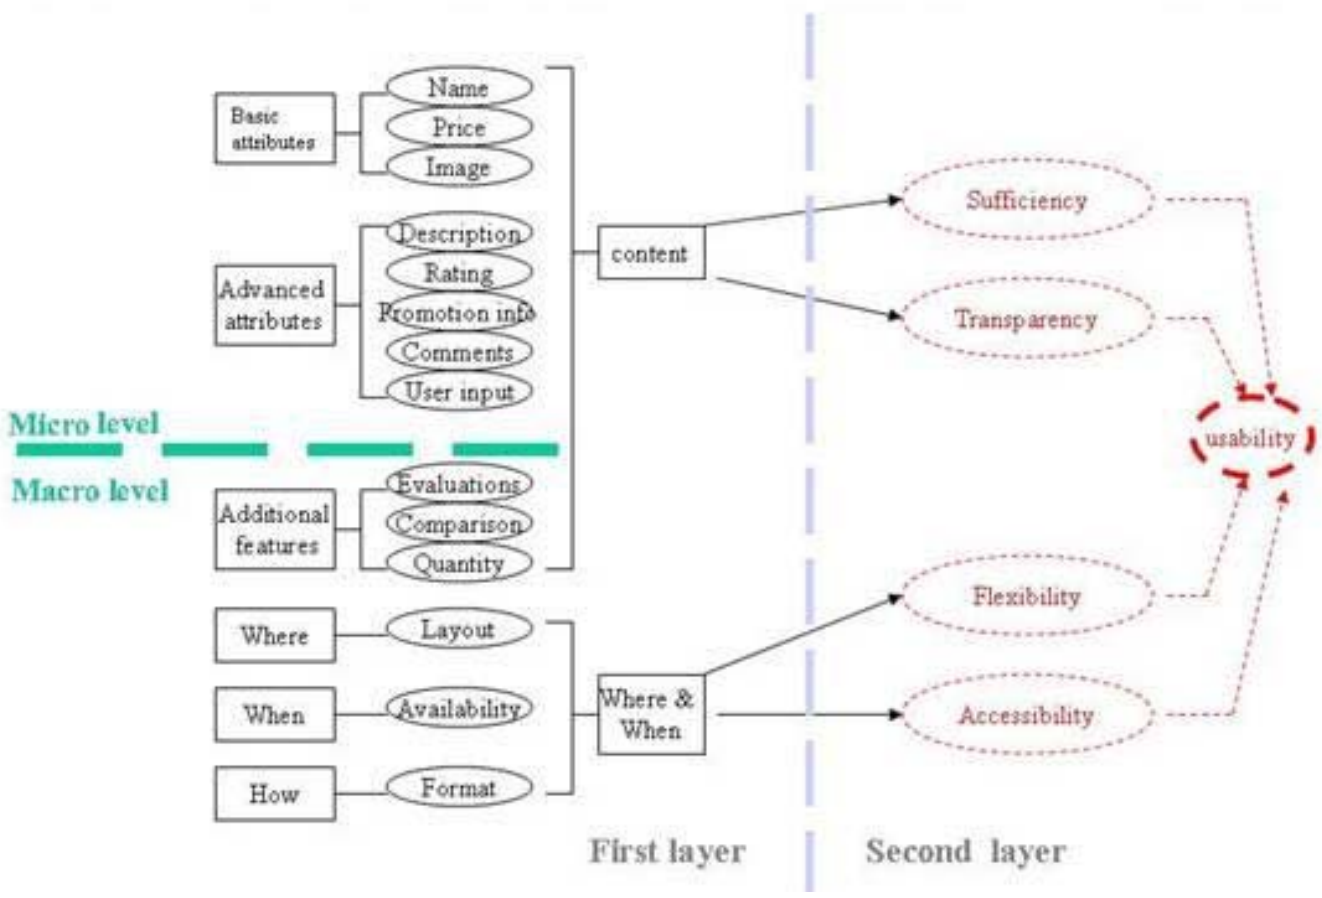 Basic
attributes
Name
Price
Image
Advanced
attributes
Description
Rating
Promotion info
Comments
User input
content
Micro level
Macro level
Additional
features
Evaluations
Comparison
Quantity
Where
Layout
When
Availability
How
Format
Where &
When
Sufficiency
Transparency
usability
Flexibility
Accessibility
First layer
Second layer